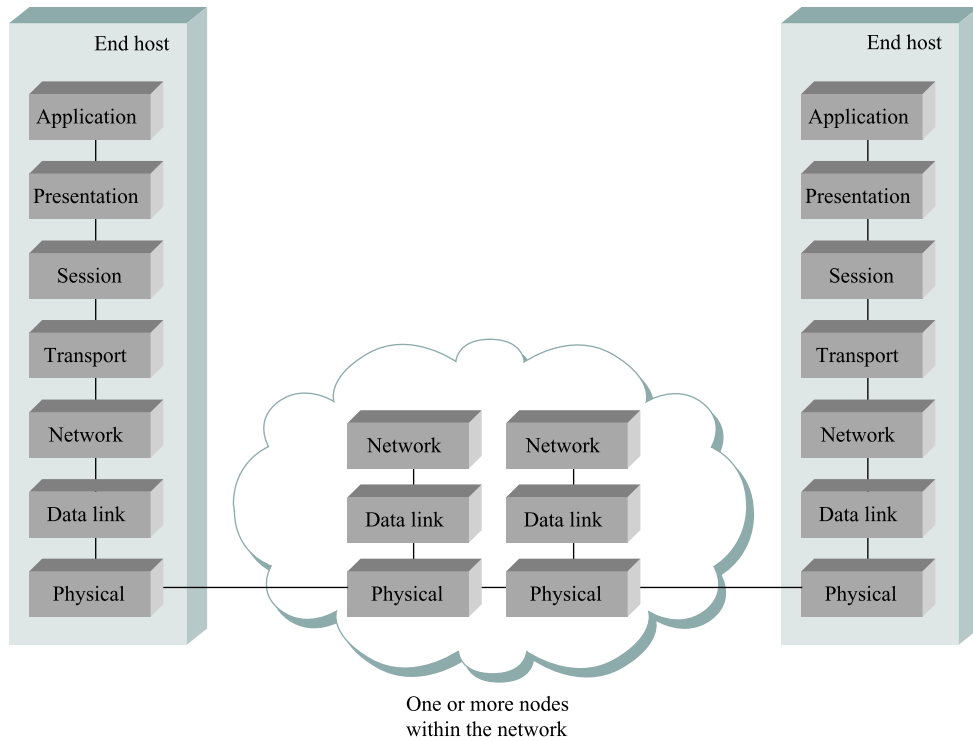 End host
Application
Presentation
Session
Transport
Network
Data link
Physical
Network
Data link
Physical
Network
Data link
Physical
One or more nodes
within the network
End host
Application
Presentation
Session
Transport
Network
Data link
Physical